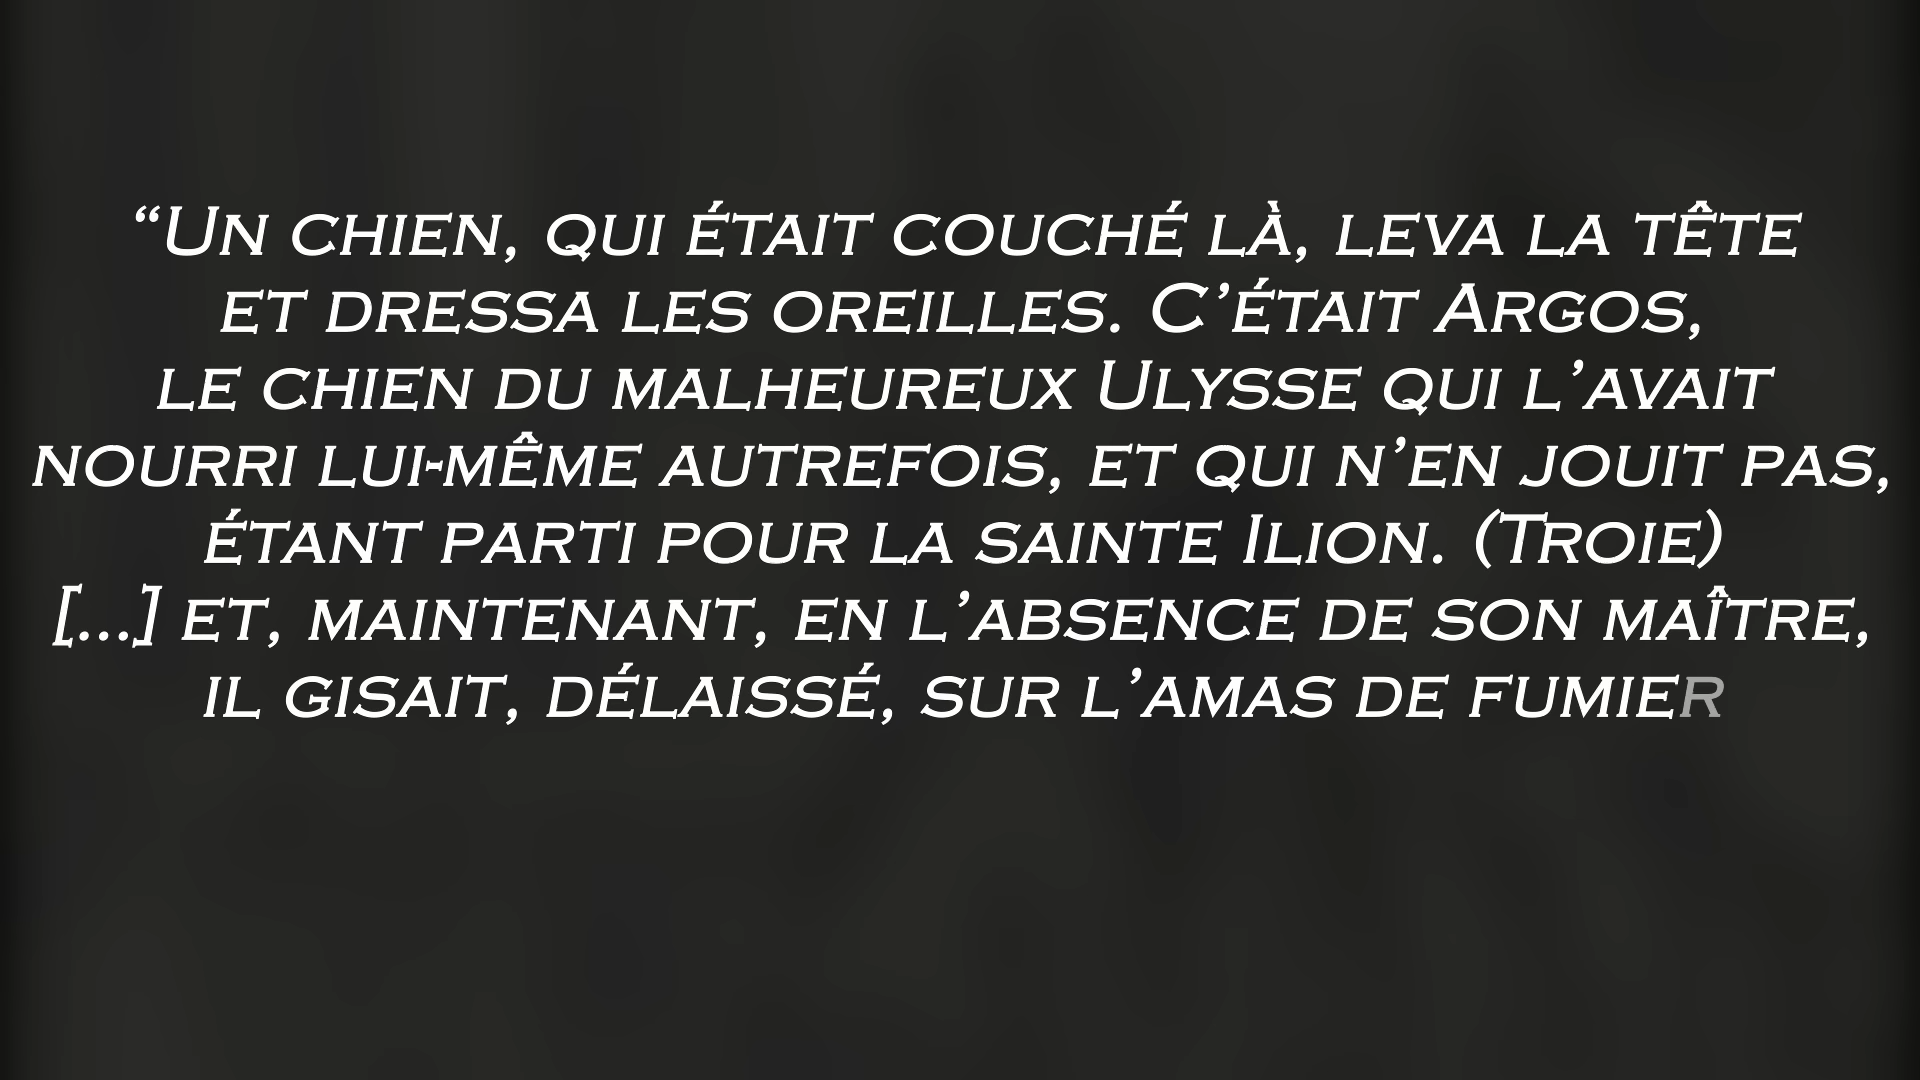 “Un chien, qui était couché là, leva la tête
et dressa les oreilles. C’était Argos,
le chien du malheureux Ulysse qui l’avait
nourri lui-même autrefois, et qui n’en jouit pas,
étant parti pour la sainte Ilion. (Troie)
[...] et, maintenant, en l’absence de son maître,
il gisait, délaissé, sur l’amas de fumier